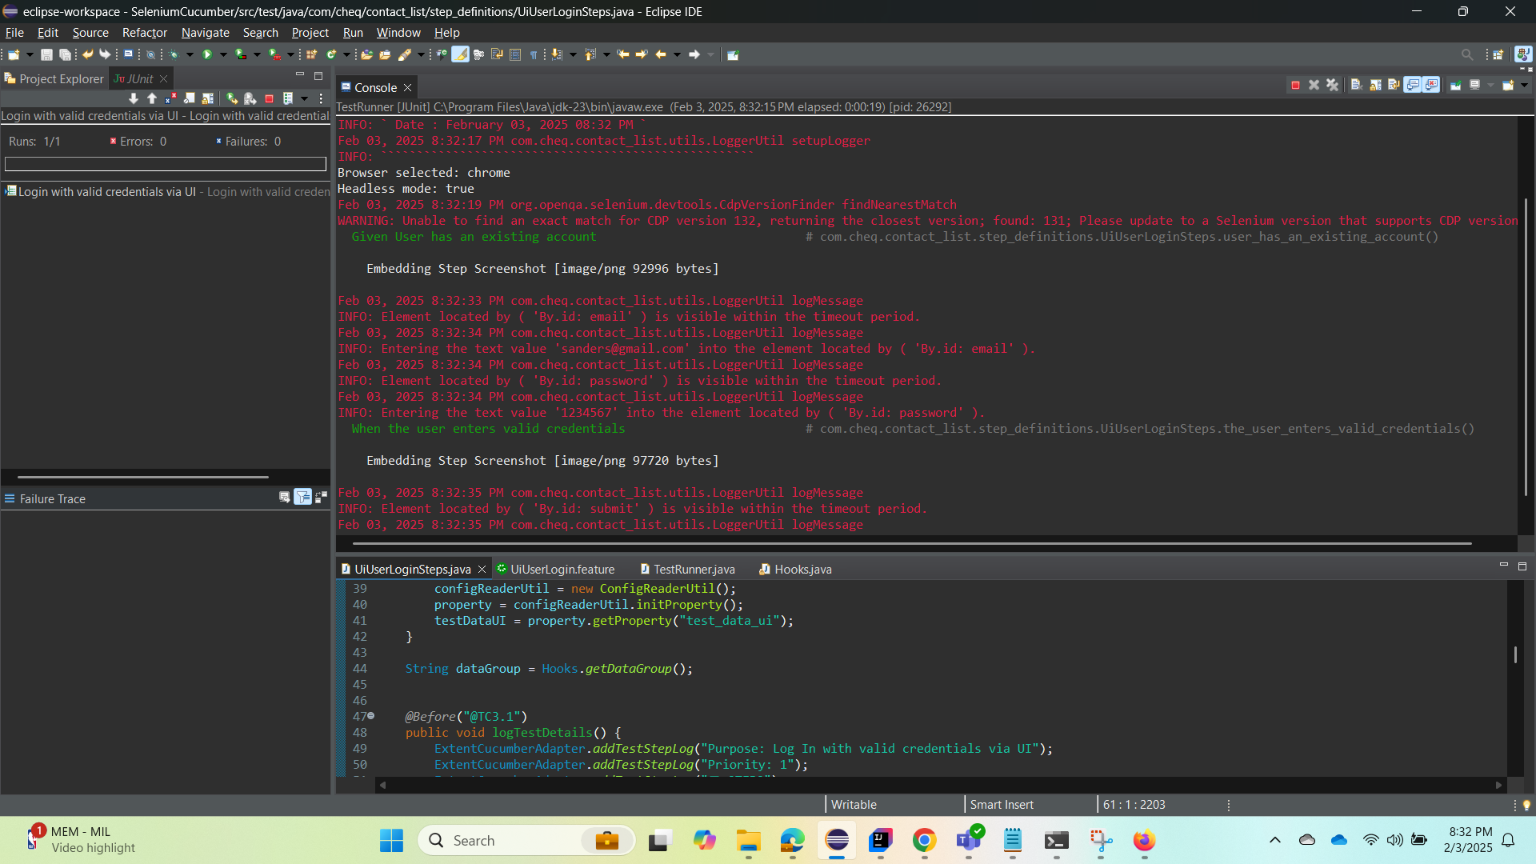 eclipse-workspace - SeleniumCucumber/src/test/java/com/cheq/contact_list/step_definitions/UiUserLoginSteps.java - Eclipse IDE
File Edit Source Refactor Navigate Search Project Run Window Help
Project Explorer JUnit
Login with valid credentials via UI - Login with valid credential
Runs: 1/1 Errors: 0 Failures: 0
Login with valid credentials via UI - Login with valid creden
Failure Trace
Console
TestRunner [JUnit] C:\Program Files\Java\jdk-23\bin\javaw.exe (Feb 3, 2025, 8:32:15 PM elapsed: 0:00:19) [pid: 26292]
INFO: ` Date : February 03, 2025 08:32 PM `
Feb 03, 2025 8:32:17 PM com.cheq.contact_list.utils.LoggerUtil setupLogger
INFO: ````````````````````````````````````````````````````
Browser selected: chrome
Headless mode: true
Feb 03, 2025 8:32:19 PM org.openqa.selenium.devtools.CdpVersionFinder findNearestMatch
WARNING: Unable to find an exact match for CDP version 132, returning the closest version; found: 131; Please update to a Selenium version that supports CDP version
Given User has an existing account # com.cheq.contact_list.step_definitions.UiUserLoginSteps.user_has_an_existing_account()
Embedding Step Screenshot [image/png 92996 bytes]
Feb 03, 2025 8:32:33 PM com.cheq.contact_list.utils.LoggerUtil logMessage
INFO: Element located by ( 'By.id: email' ) is visible within the timeout period.
Feb 03, 2025 8:32:34 PM com.cheq.contact_list.utils.LoggerUtil logMessage
INFO: Entering the text value 'sanders@gmail.com' into the element located by ( 'By.id: email' ).
Feb 03, 2025 8:32:34 PM com.cheq.contact_list.utils.LoggerUtil logMessage
INFO: Element located by ( 'By.id: password' ) is visible within the timeout period.
Feb 03, 2025 8:32:34 PM com.cheq.contact_list.utils.LoggerUtil logMessage
INFO: Entering the text value '1234567' into the element located by ( 'By.id: password' ).
When the user enters valid credentials # com.cheq.contact_list.step_definitions.UiUserLoginSteps.the_user_enters_valid_credentials()
Embedding Step Screenshot [image/png 97720 bytes]
Feb 03, 2025 8:32:35 PM com.cheq.contact_list.utils.LoggerUtil logMessage
INFO: Element located by ( 'By.id: submit' ) is visible within the timeout period.
Feb 03, 2025 8:32:35 PM com.cheq.contact_list.utils.LoggerUtil logMessage
UiUserLoginSteps.java UiUserLogin.feature TestRunner.java Hooks.java
39 configReaderUtil = new ConfigReaderUtil();
40 property = configReaderUtil.initProperty();
41 testDataUI = property.getProperty("test_data_ui");
42 }
43
44 String dataGroup = Hooks.getDataGroup();
45
46
47 @Before("@TC3.1")
48 public void logTestDetails() {
49 ExtentCucumberAdapter.addTestStepLog("Purpose: Log In with valid credentials via UI");
50 ExtentCucumberAdapter.addTestStepLog("Priority: 1");
Writable Smart Insert 61 : 1 : 2203
1
MEM - MIL
Video highlight
Search
8:32 PM
2/3/2025